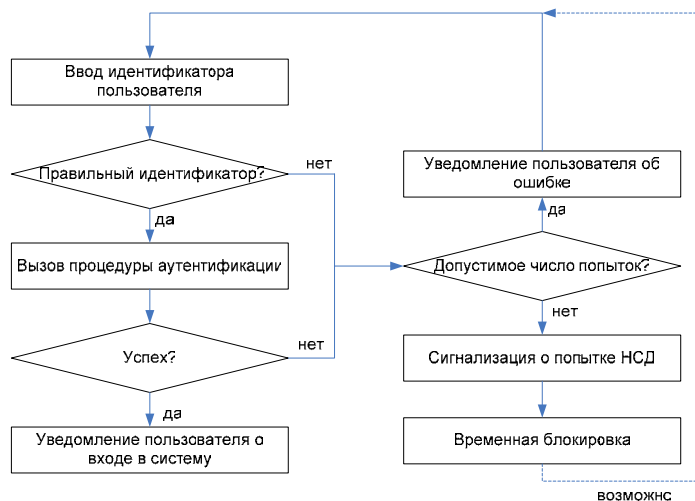 Ввод идентификатора
пользователя
Правильный идентификатор?
нет
да
Вызов процедуры аутентификации
Успех?
нет
да
Уведомление пользователя о
входе в систему
Уведомление пользователя об
ошибке
да
Допустимое число попыток?
нет
Сигнализация о попытке НСД
Временная блокировка
возможно